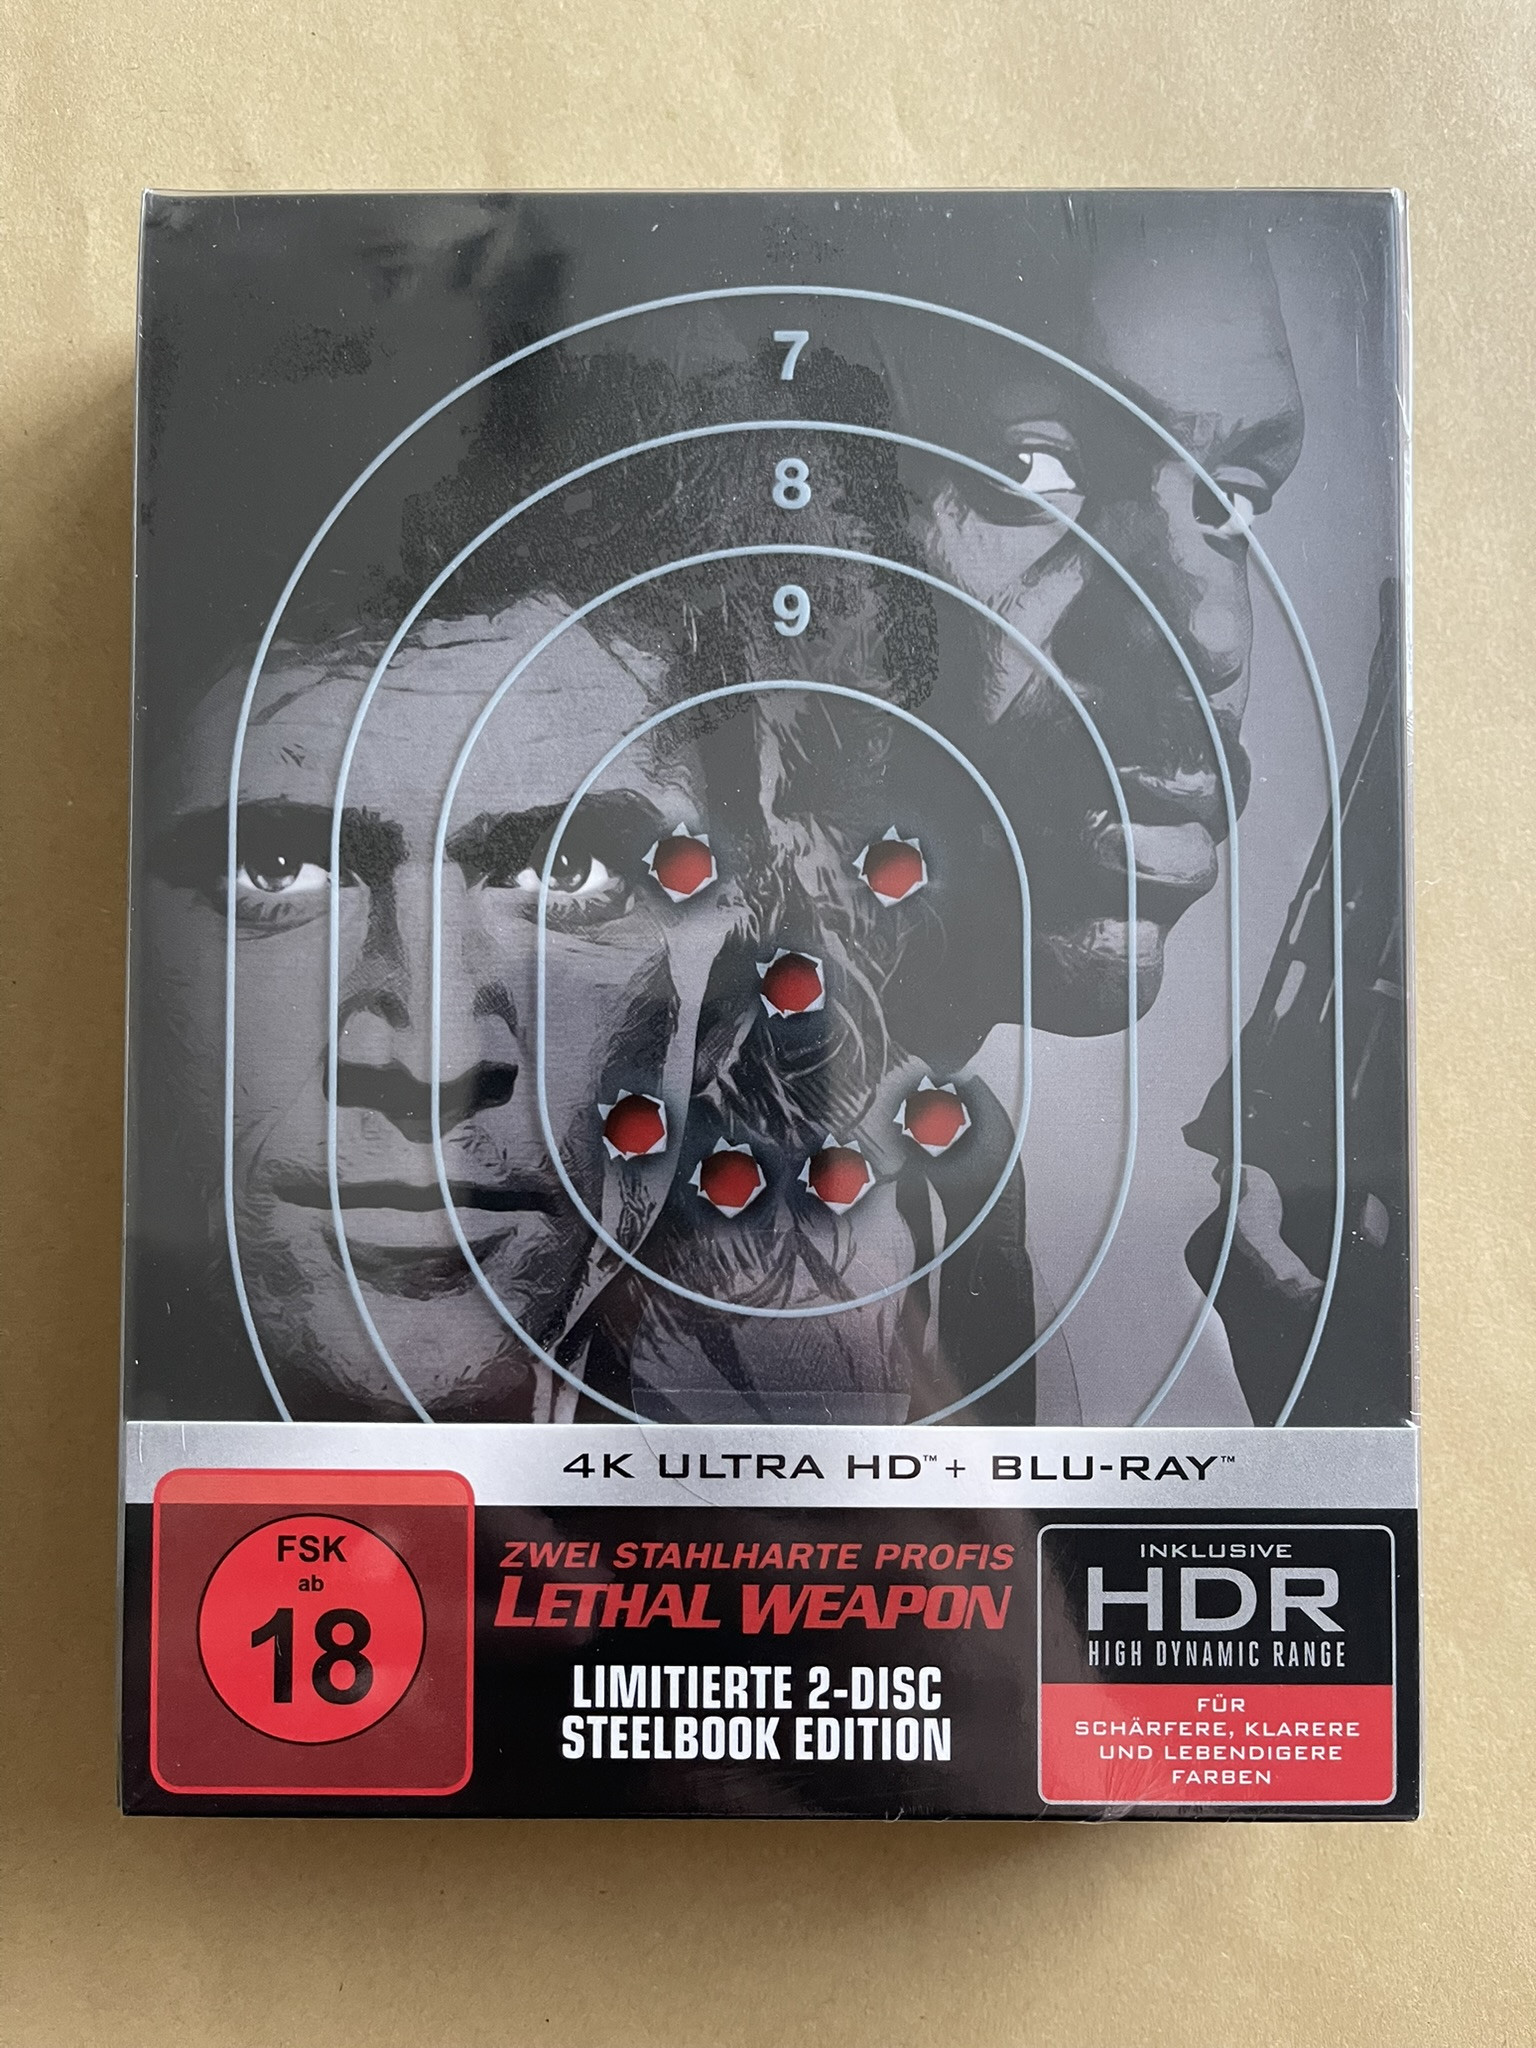 7
8
9
4K ULTRA HD™ + BLU-RAY™
FSK
ab
18
ZWEI STAHLHARTE PROFIS
LETHAL WEAPON
LIMITIERTE 2-DISC
STEELBOOK EDITION
INKLUSIVE
HDR
HIGH DYNAMIC RANGE
FÜR
SCHÄRFERE, KLARERE
UND LEBENDIGERE
FARBEN